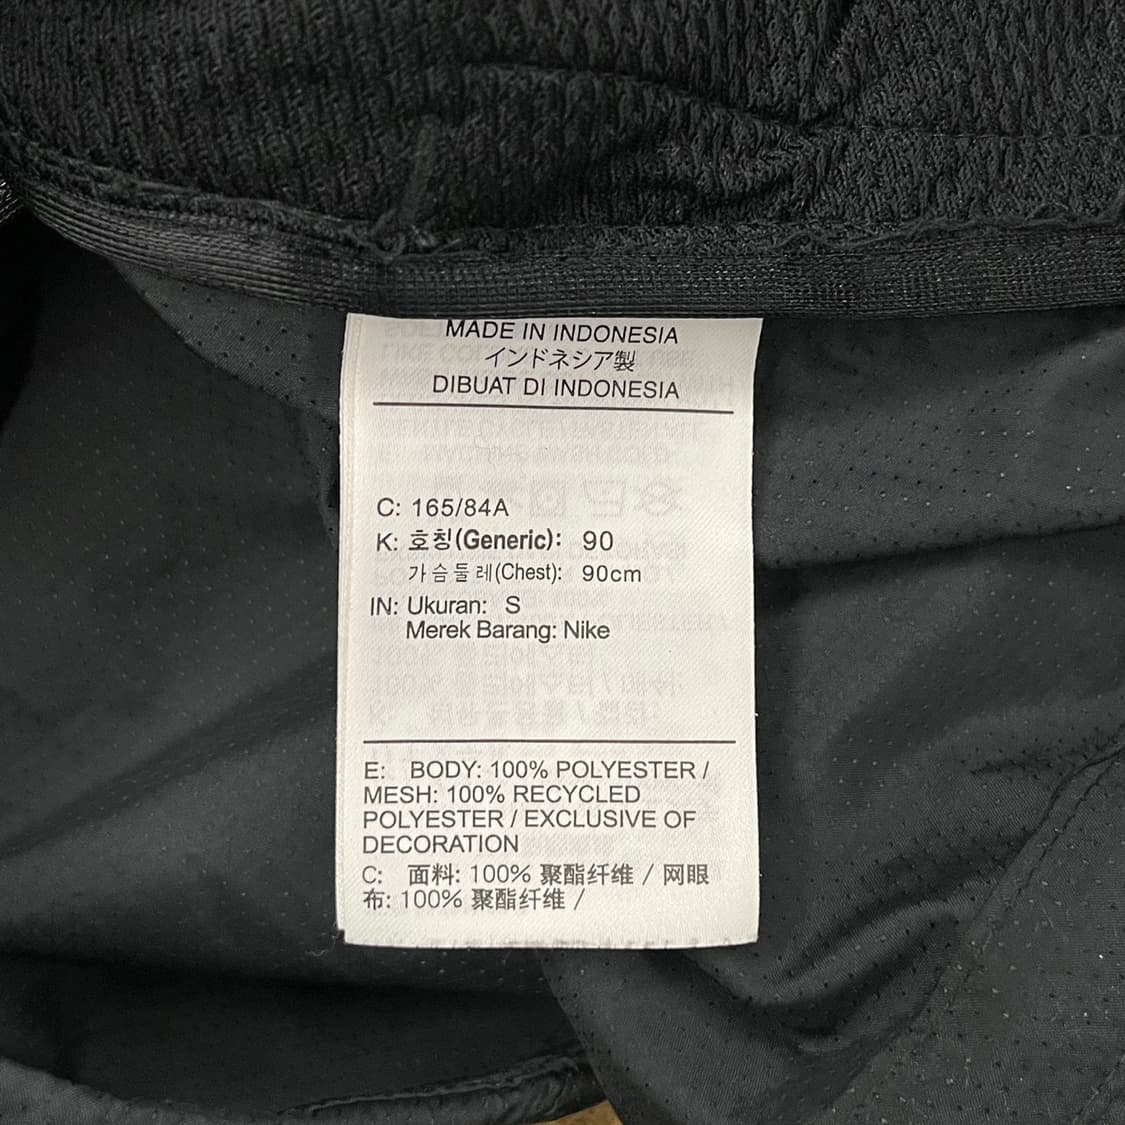 MADE IN INDONESIA
インドネシア製
DIBUAT DI INDONESIA
C: 165/84A
K: 호칭(Generic): 90
가슴둘레(Chest): 90cm
IN: Ukuran: S
Merek Barang: Nike
E: BODY: 100% POLYESTER /
MESH: 100% RECYCLED
POLYESTER / EXCLUSIVE OF
DECORATION
C: 面料: 100% 聚酯纤维 / 网眼
布: 100% 聚酯纤维 /